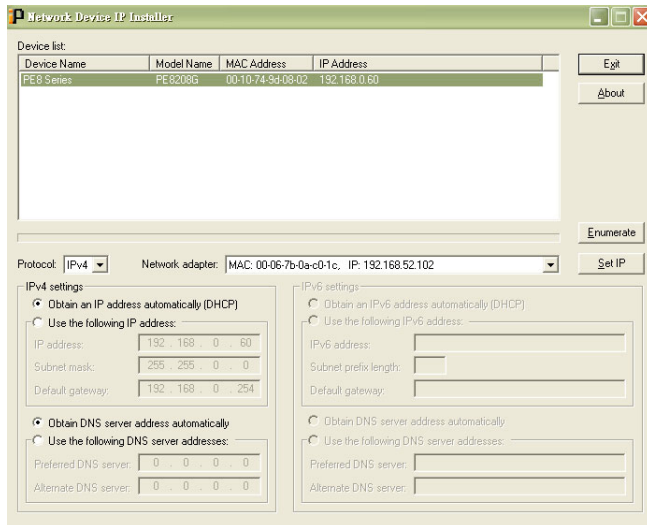 Network Device IP Installer
Device list:
Device Name Model Name MAC Address IP Address
PE8 Series PE8208G 00-10-74-9d-08-02 192.168.0.60
Exit
About
Enumerate
Protocol: IPv4 Network adapter: MAC: 00-06-7b-0a-c0-1c, IP: 192.168.52.102 Set IP
IPv4 settings
Obtain an IP address automatically (DHCP)
Use the following IP address:
IP address: 192 . 168 . 0 . 60
Subnet mask: 255 . 255 . 0 . 0
Default gateway: 192 . 168 . 0 . 254
Obtain DNS server address automatically
Use the following DNS server addresses:
Preferred DNS server: 0 . 0 . 0 . 0
Alternate DNS server: 0 . 0 . 0 . 0
IPv6 settings
Obtain an IPv6 address automatically (DHCP)
Use the following IPv6 address:
IPv6 address:
Subnet prefix length:
Default gateway:
Obtain DNS server address automatically
Use the following DNS server addresses:
Preferred DNS server:
Alternate DNS server: